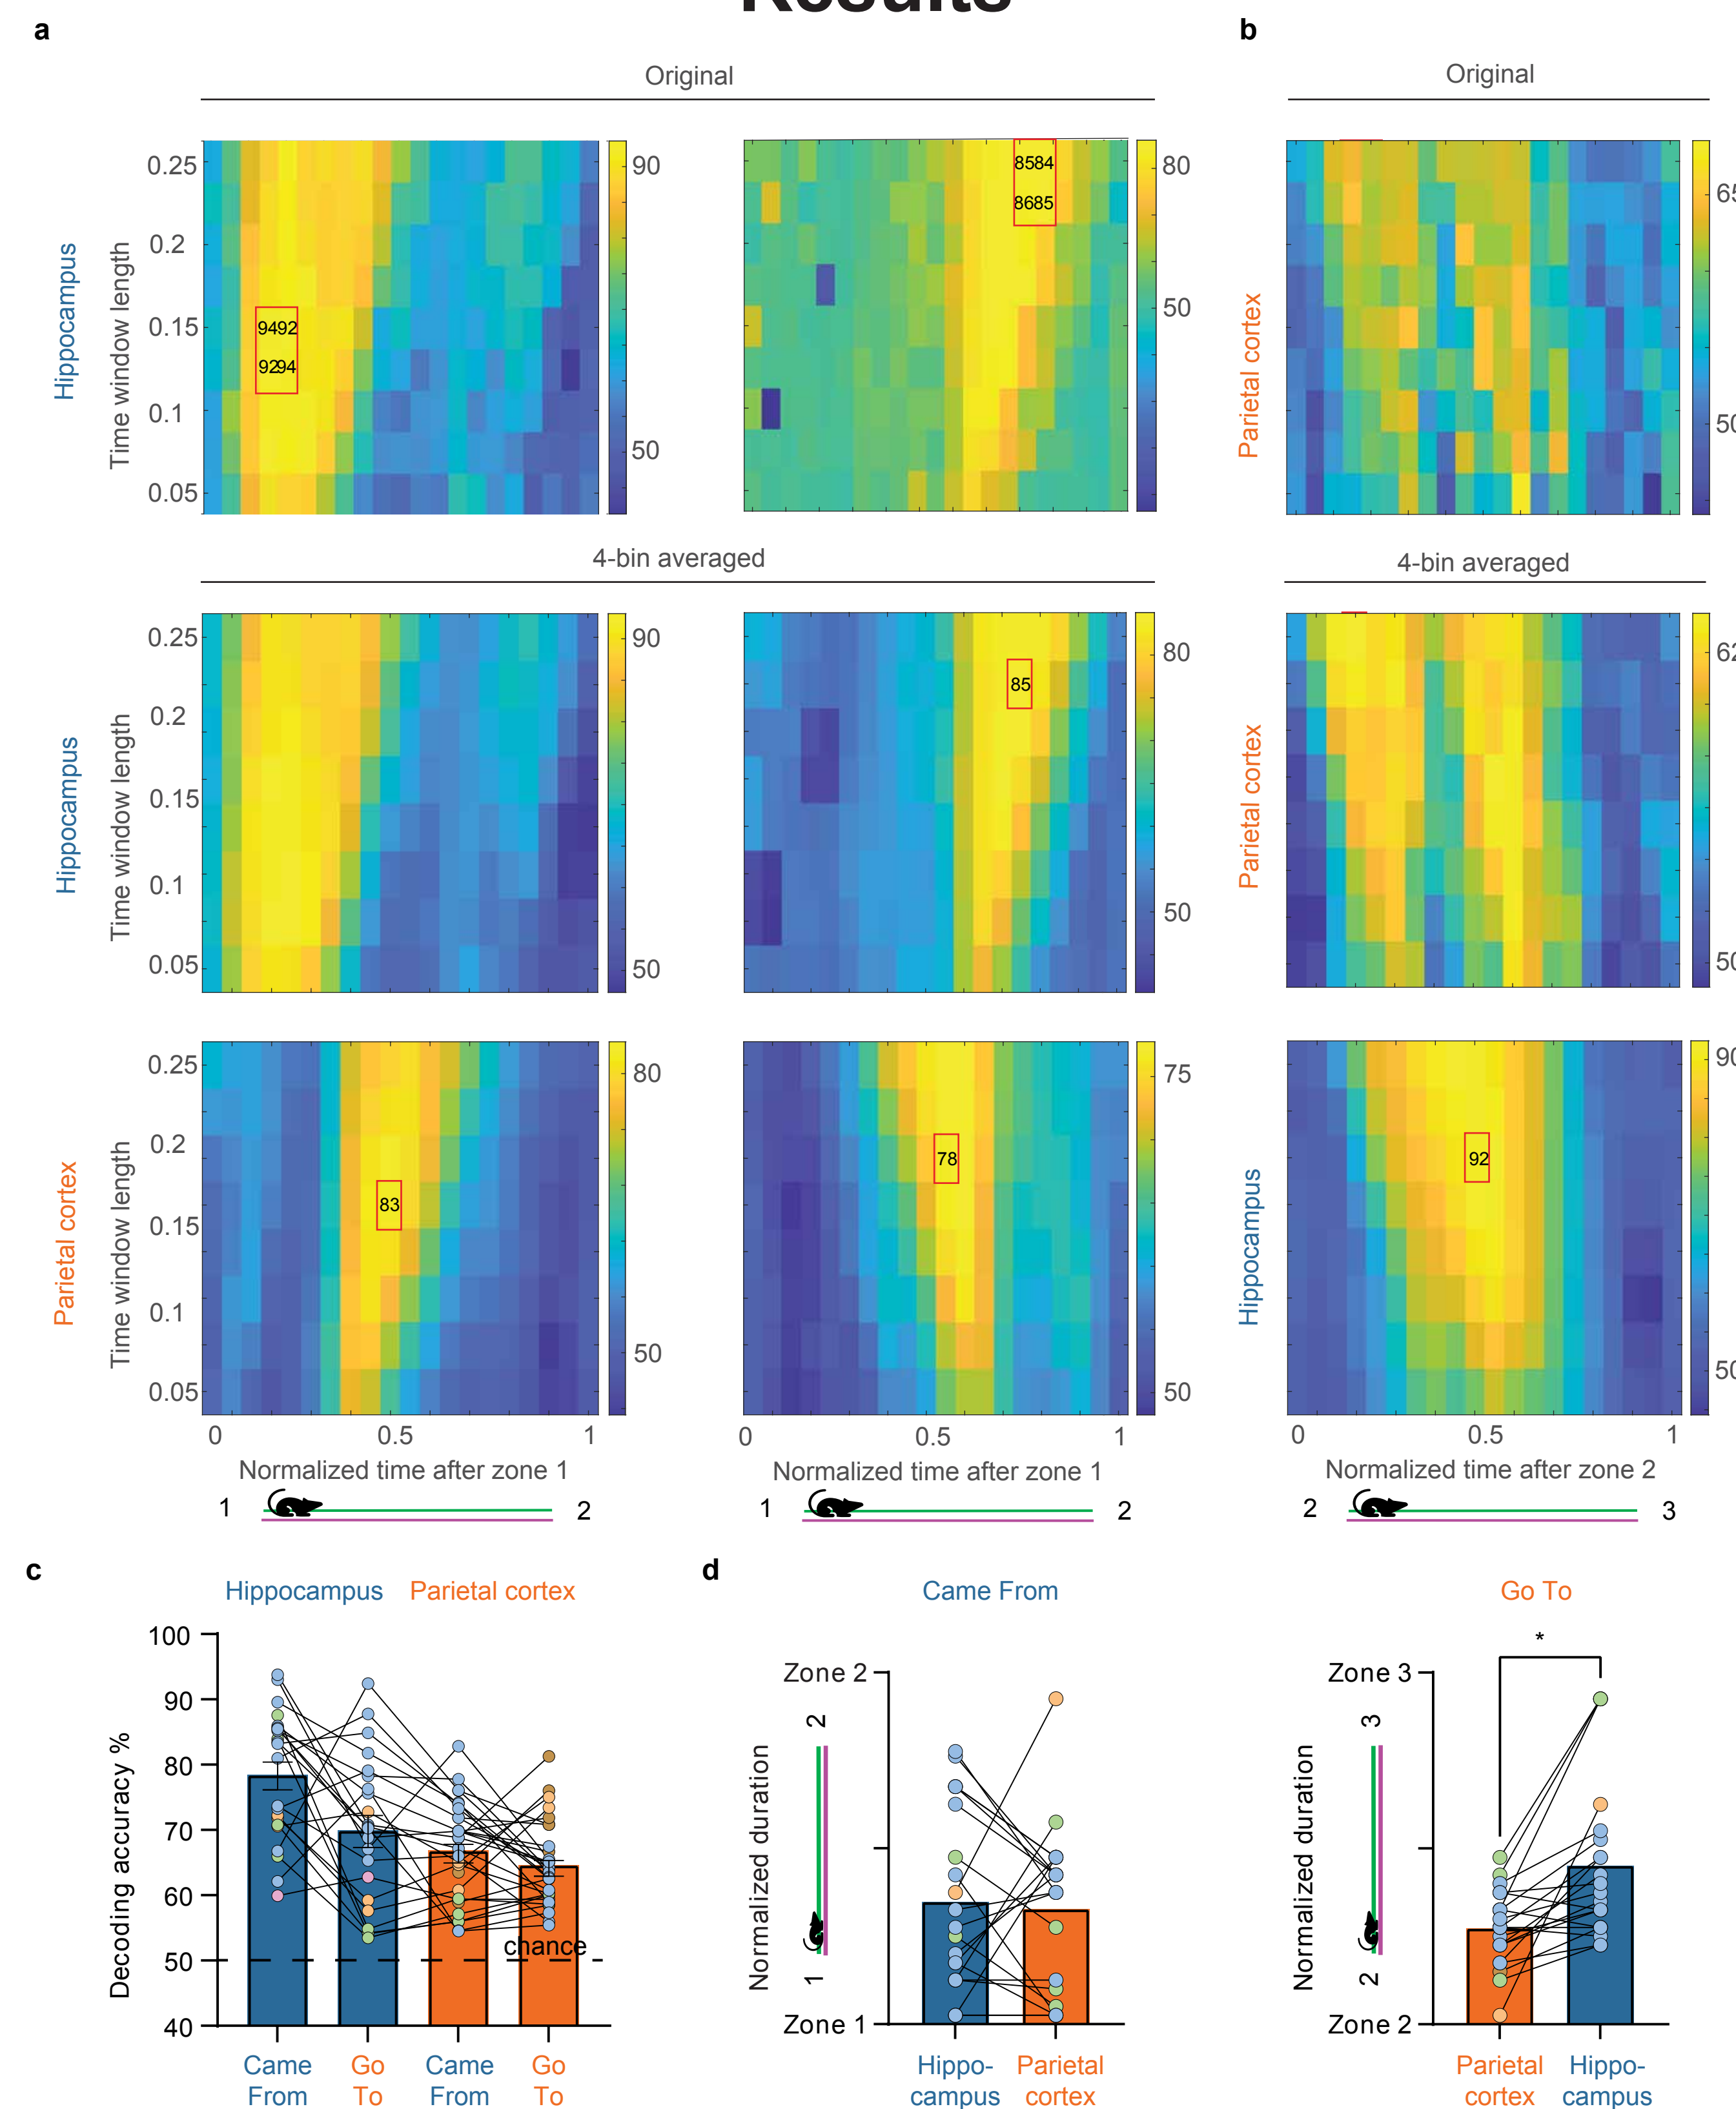 Results
a
b
Original
Original
Hippocampus
Time window length
0.25
0.2
0.15
0.1
0.05
9492
9294
90
50
8584
8685
80
50
Parietal cortex
4-bin averaged
4-bin averaged
Hippocampus
Time window length
0.25
0.2
0.15
0.1
0.05
90
50
85
80
50
Parietal cortex
Parietal cortex
Time window length
0.25
0.2
0.15
0.1
0.05
83
80
50
78
75
50
Hippocampus
92
0 0.5 1
0 0.5 1
0 0.5 1
Normalized time after zone 1
Normalized time after zone 1
Normalized time after zone 2
1 2
1 2
2 3
c
Hippocampus Parietal cortex
Decoding accuracy %
100
90
80
70
60
50
40
chance
Came From
Go To
Came From
Go To
d
Came From
Zone 2
Normalized duration
2
1
Zone 1
Hippo-
campus
Parietal
cortex
Go To
*
Zone 3
Normalized duration
3
2
Zone 2
Parietal
cortex
Hippo-
campus